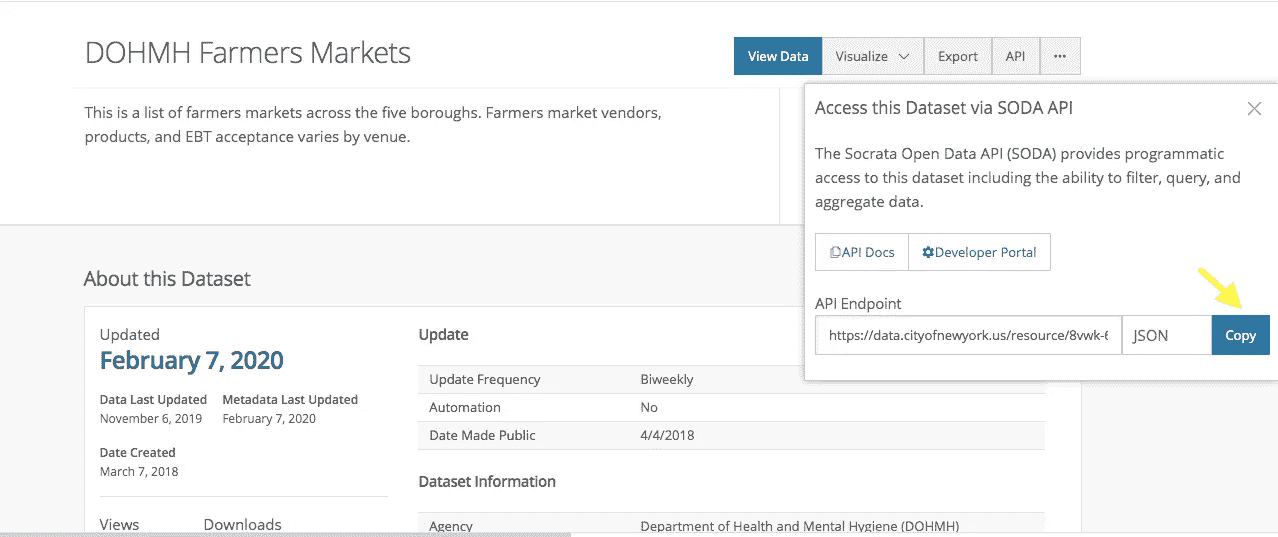 DOHMH Farmers Markets
View Data
Visualize
Export
API
...
This is a list of farmers markets across the five boroughs. Farmers market vendors,
products, and EBT acceptance varies by venue.
Access this Dataset via SODA API
The Socrata Open Data API (SODA) provides programmatic
access to this dataset including the ability to filter, query, and
aggregate data.
API Docs
Developer Portal
API Endpoint
https://data.cityofnewyork.us/resource/8vwk-6
JSON
Copy
About this Dataset
Updated
February 7, 2020
Data Last Updated
Metadata Last Updated
November 6, 2019
February 7, 2020
Date Created
March 7, 2018
Views
Downloads
Update
Update Frequency
Biweekly
Automation
No
Date Made Public
4/4/2018
Dataset Information
Agency
Department of Health and Mental Hygiene (DOHMH)